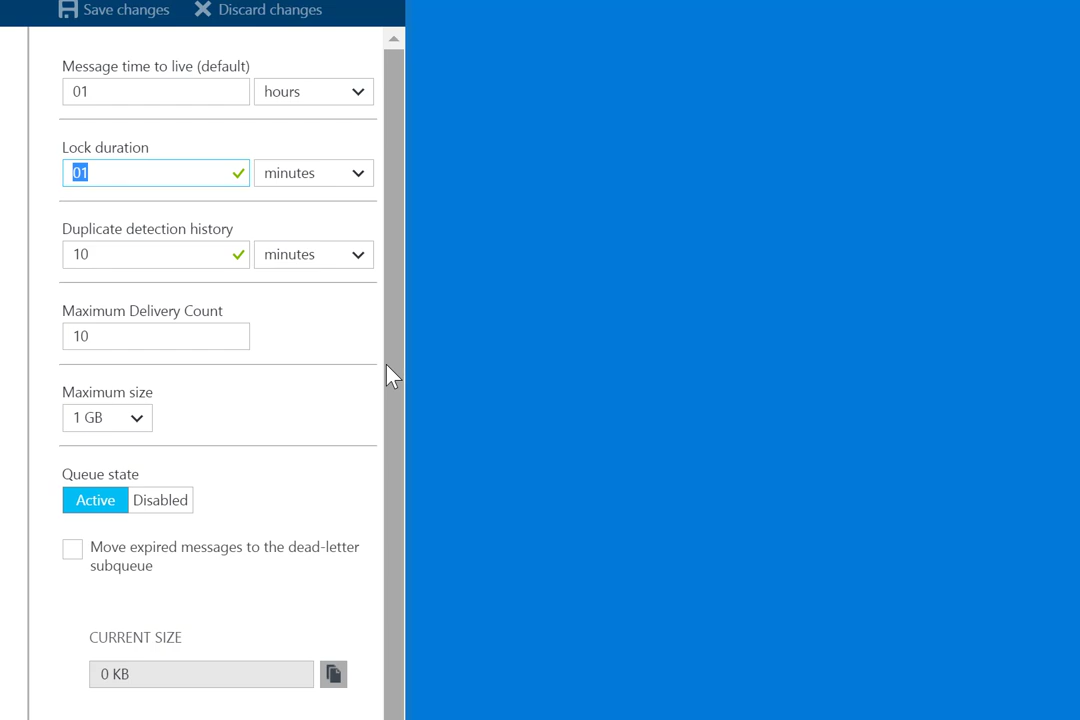 Save changes Discard changes
Message time to live (default)
01 hours
Lock duration
01 minutes
Duplicate detection history
10 minutes
Maximum Delivery Count
10
Maximum size
1 GB
Queue state
Active Disabled
Move expired messages to the dead-letter
subqueue
CURRENT SIZE
0 KB